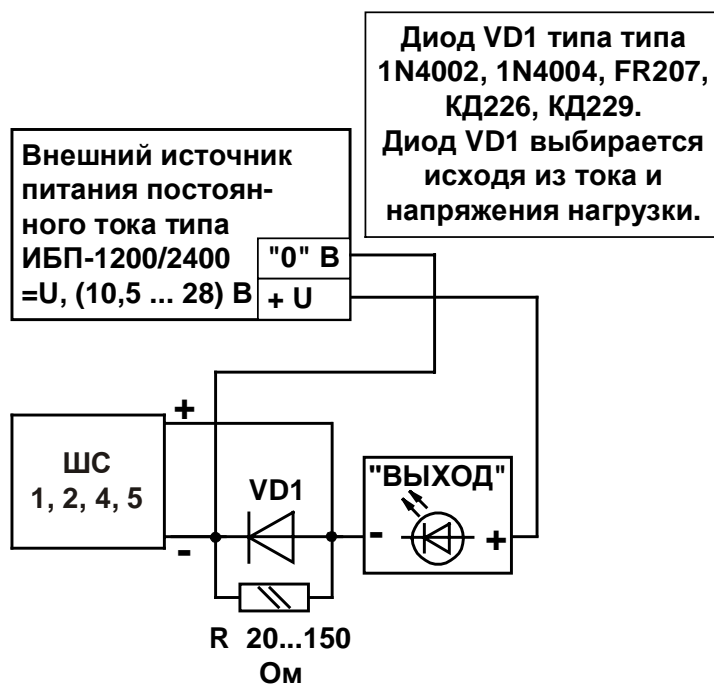 Диод VD1 типа типа
1N4002, 1N4004, FR207,
КД226, КД229.
Диод VD1 выбирается
исходя из тока и
напряжения нагрузки.
Внешний источник
питания постоян-
ного тока типа
ИБП-1200/2400
=U, (10,5 ... 28) В
"0" В
+ U
+
ШС
1, 2, 4, 5
-
VD1
"ВЫХОД"
-
+
R 20...150
Ом